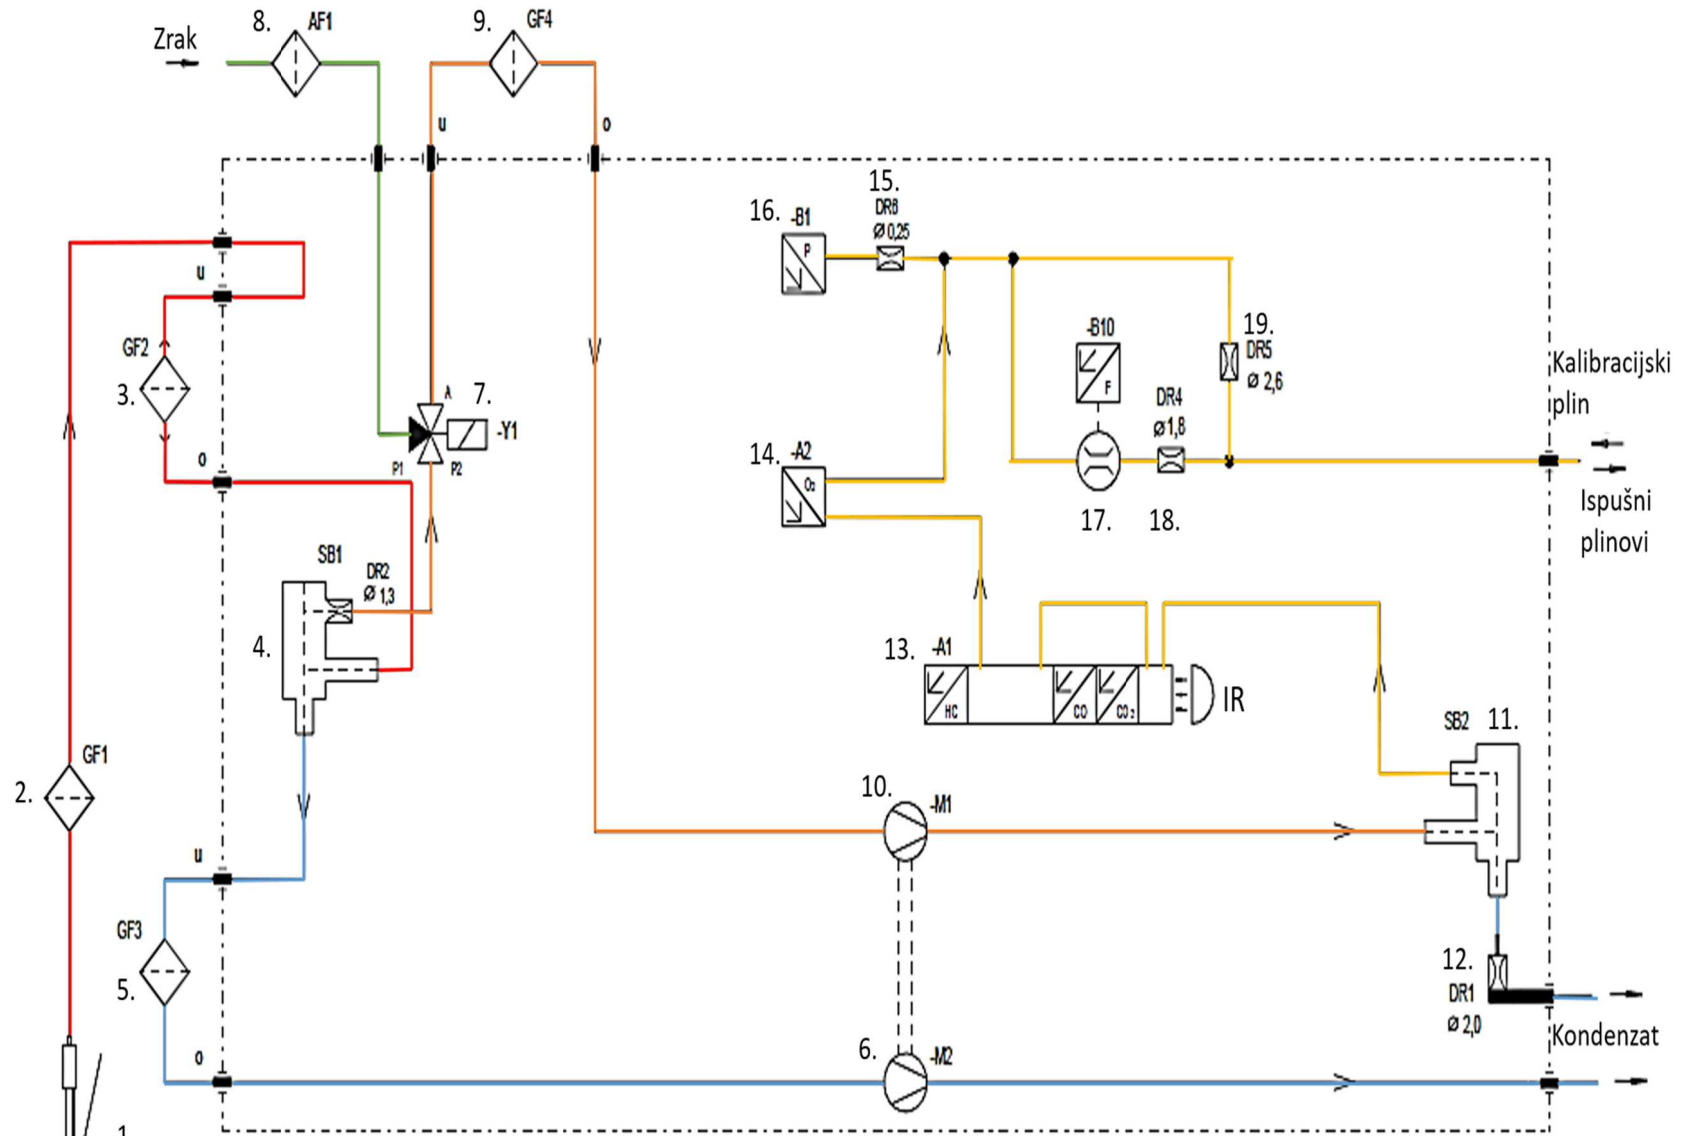 8. AF1
Zrak
9. GF4
u
o
15.
DR6
Ø 0,25
16. -B1
P
u
GF2
3.
o
A
7.
-Y1
P1
P2
-B10
F
19.
DR5
Ø 2,6
DR4
Ø 1,8
Kalibracijski
plin
Ispušni
plinovi
14. -A2
O₂
17.
18.
SB1
DR2
Ø 1,3
4.
13. -A1
HC
CO
CO₂
IR
GF1
2.
SB2 11.
10. -M1
u
GF3
5.
12.
DR1
Ø 2,0
Kondenzat
o
6. -M2